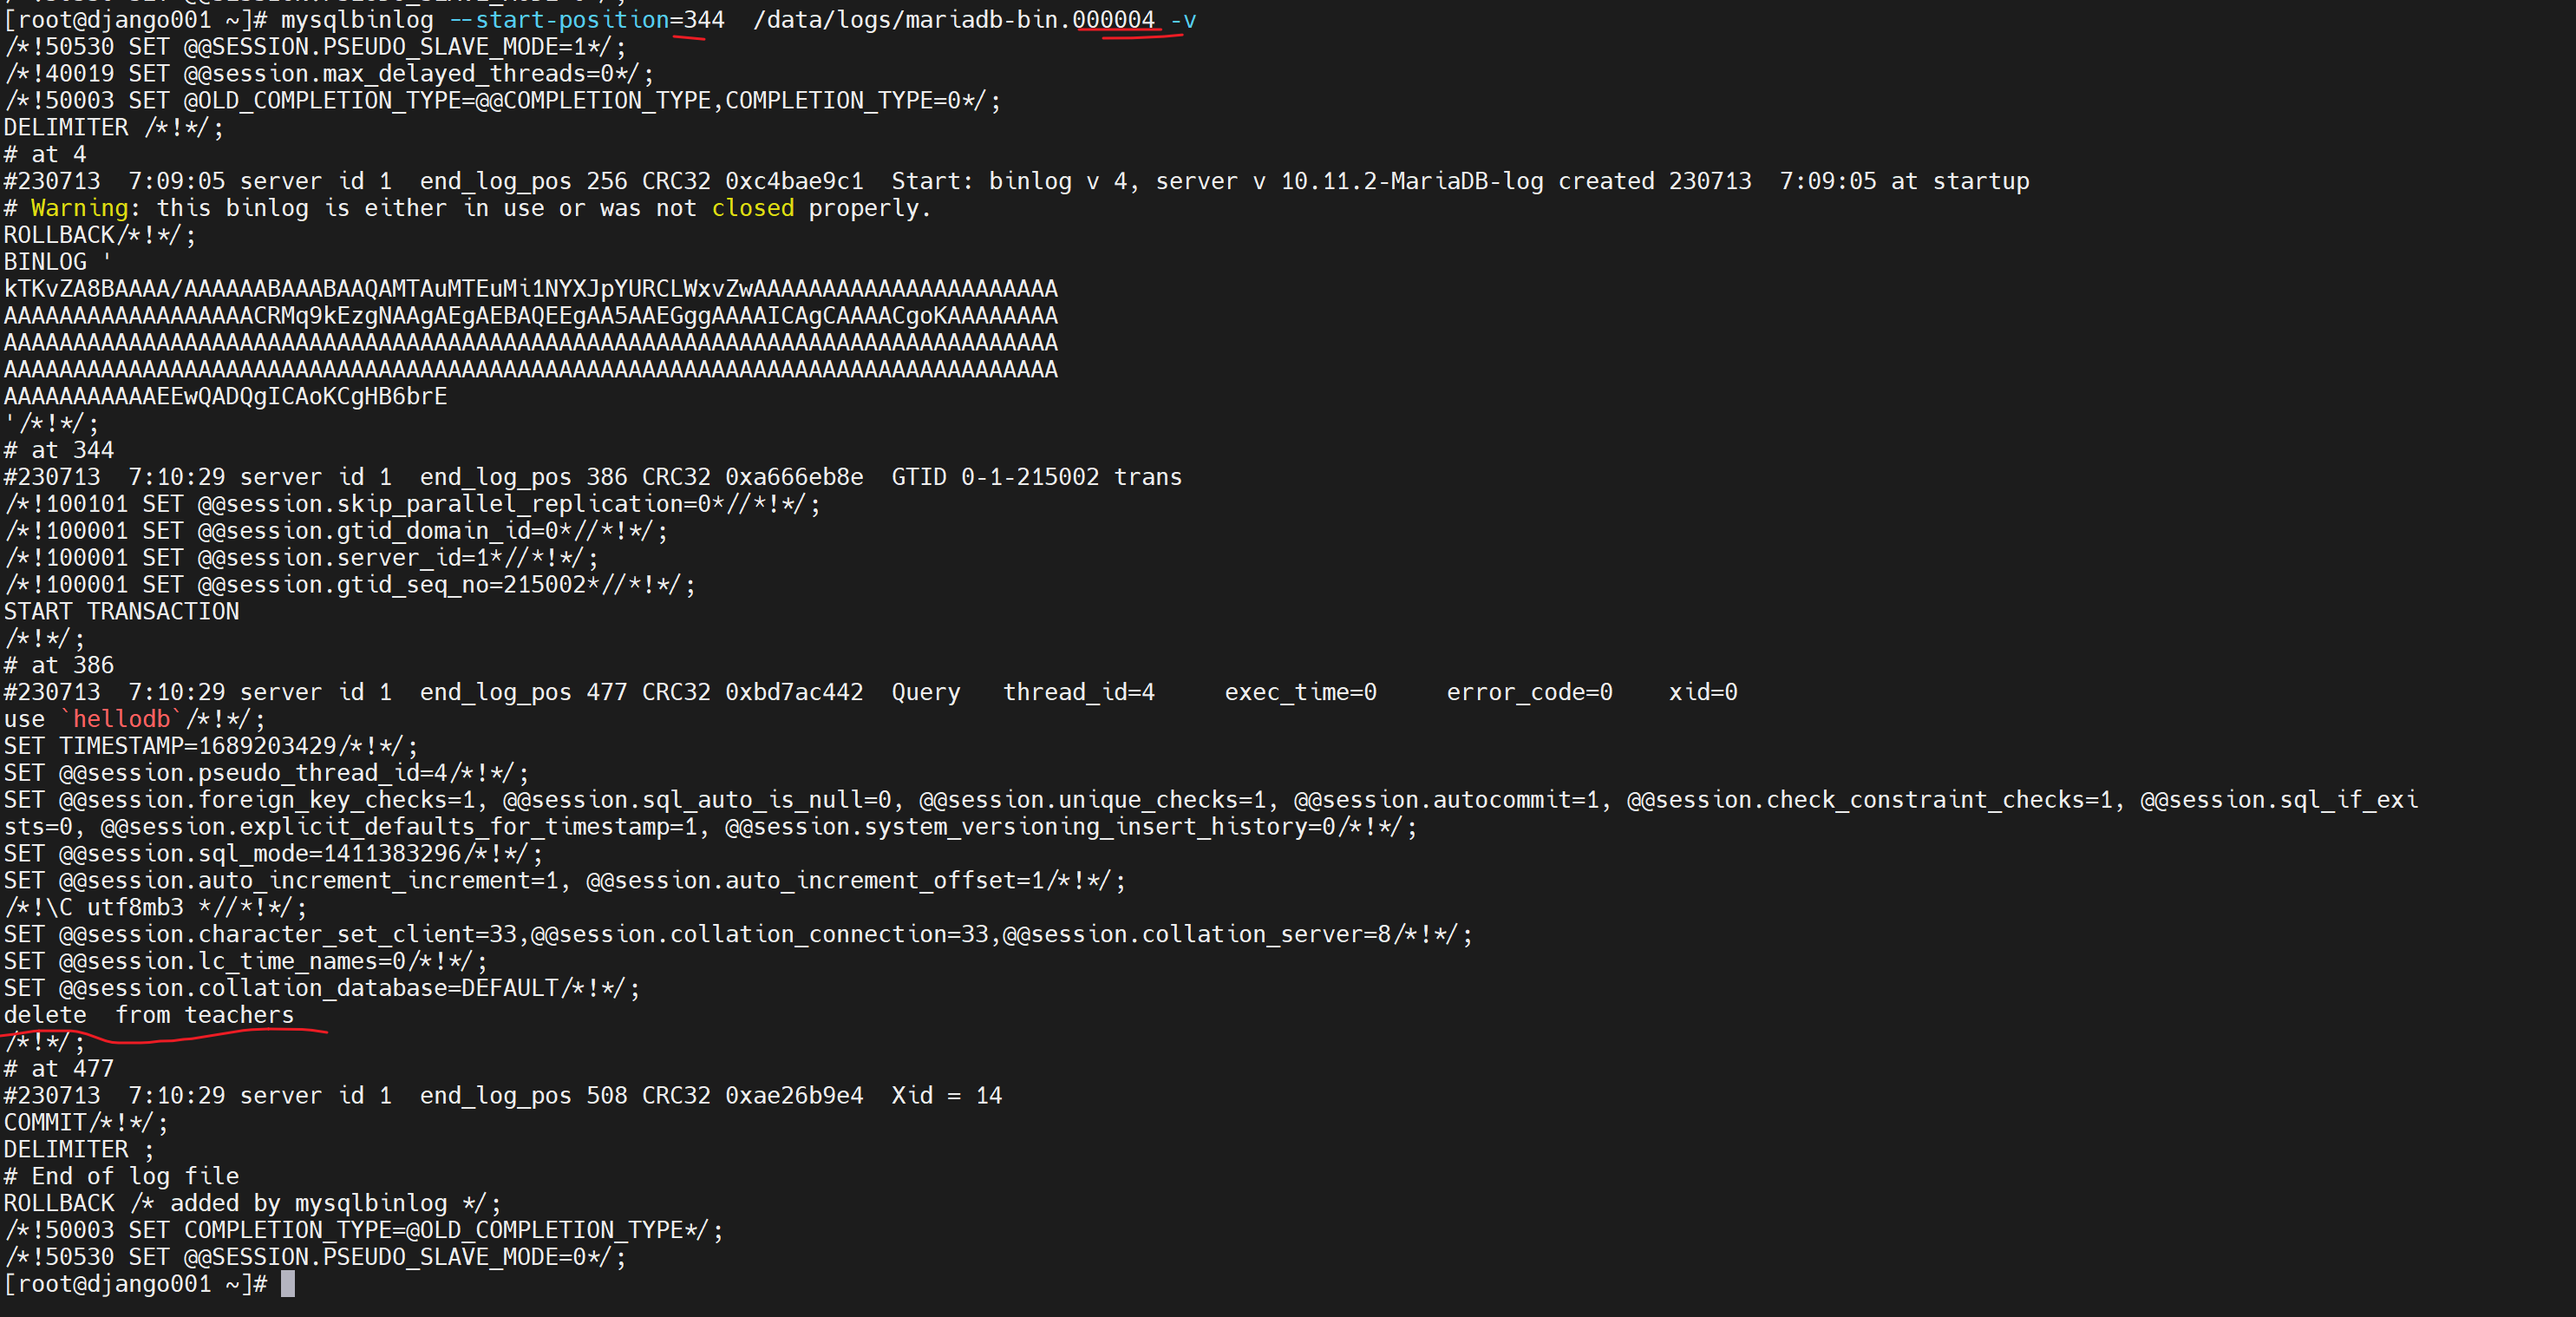 [root@django001 ~]# mysqlbinlog --start-position=344  /data/logs/mariadb-bin.000004 -v
/*!50530 SET @@SESSION.PSEUDO_SLAVE_MODE=1*/;
/*!40019 SET @@session.max_delayed_threads=0*/;
/*!50003 SET @OLD_COMPLETION_TYPE=@@COMPLETION_TYPE,COMPLETION_TYPE=0*/;
DELIMITER /*!*/;
# at 4
#230713  7:09:05 server id 1  end_log_pos 256 CRC32 0xc4bae9c1  Start: binlog v 4, server v 10.11.2-MariaDB-log created 230713  7:09:05 at startup
# Warning: this binlog is either in use or was not closed properly.
ROLLBACK/*!*/;
BINLOG '
kTKvZA8BAAAA/AAAAAABAAABAAQAMTAuMTEuMi1NYXJpYURCLWxvZwAAAAAAAAAAAAAAAAAAAAAA
AAAAAAAAAAAAAAAAAACRMq9kEzgNAAgAEgAEBAQEEgAA5AAEGggAAAAICAgCAAAACgoKAAAAAAAA
AAAAAAAAAAAAAAAAAAAAAAAAAAAAAAAAAAAAAAAAAAAAAAAAAAAAAAAAAAAAAAAAAAAAAAAAAAAA
AAAAAAAAAAAAAAAAAAAAAAAAAAAAAAAAAAAAAAAAAAAAAAAAAAAAAAAAAAAAAAAAAAAAAAAAAAAA
AAAAAAAAAAAEEwQADQgICAoKCgHB6brE
'/*!*/;
# at 344
#230713  7:10:29 server id 1  end_log_pos 386 CRC32 0xa666eb8e  GTID 0-1-215002 trans
/*!100101 SET @@session.skip_parallel_replication=0*//*!*/;
/*!100001 SET @@session.gtid_domain_id=0*//*!*/;
/*!100001 SET @@session.server_id=1*//*!*/;
/*!100001 SET @@session.gtid_seq_no=215002*//*!*/;
START TRANSACTION
/*!*/;
# at 386
#230713  7:10:29 server id 1  end_log_pos 477 CRC32 0xbd7ac442  Query   thread_id=4     exec_time=0     error_code=0    xid=0
use `hellodb`/*!*/;
SET TIMESTAMP=1689203429/*!*/;
SET @@session.pseudo_thread_id=4/*!*/;
SET @@session.foreign_key_checks=1, @@session.sql_auto_is_null=0, @@session.unique_checks=1, @@session.autocommit=1, @@session.check_constraint_checks=1, @@session.sql_if_exi
sts=0, @@session.explicit_defaults_for_timestamp=1, @@session.system_versioning_insert_history=0/*!*/;
SET @@session.sql_mode=1411383296/*!*/;
SET @@session.auto_increment_increment=1, @@session.auto_increment_offset=1/*!*/;
/*!\C utf8mb3 *//*!*/;
SET @@session.character_set_client=33,@@session.collation_connection=33,@@session.collation_server=8/*!*/;
SET @@session.lc_time_names=0/*!*/;
SET @@session.collation_database=DEFAULT/*!*/;
delete  from teachers
/*!*/;
# at 477
#230713  7:10:29 server id 1  end_log_pos 508 CRC32 0xae26b9e4  Xid = 14
COMMIT/*!*/;
DELIMITER ;
# End of log file
ROLLBACK /* added by mysqlbinlog */;
/*!50003 SET COMPLETION_TYPE=@OLD_COMPLETION_TYPE*/;
/*!50530 SET @@SESSION.PSEUDO_SLAVE_MODE=0*/;
[root@django001 ~]#